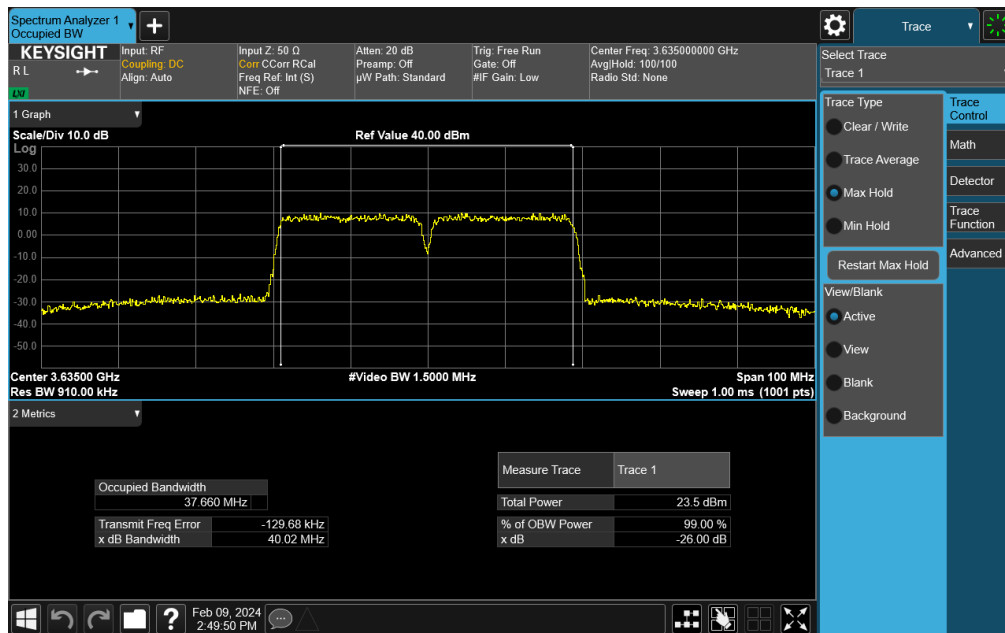 Spectrum Analyzer 1
Occupied BW
Trace
KEYSIGHT
R L
LXI
Input: RF
Coupling: DC
Align: Auto
Input Z: 50 Ω
Corr CCorr RCal
Freq Ref: Int (S)
NFE: Off
Atten: 20 dB
Preamp: Off
µW Path: Standard
Trig: Free Run
Gate: Off
#IF Gain: Low
Center Freq: 3.635000000 GHz
Avg|Hold: 100/100
Radio Std: None
Select Trace
Trace 1
1 Graph
Scale/Div 10.0 dB
Ref Value 40.00 dBm
Log
30.0
20.0
10.0
0.00
-10.0
-20.0
-30.0
-40.0
-50.0
Center 3.63500 GHz
#Video BW 1.5000 MHz
Span 100 MHz
Res BW 910.00 kHz
Sweep 1.00 ms (1001 pts)
Trace Type
Clear / Write
Trace Average
Max Hold
Min Hold
Restart Max Hold
View/Blank
Active
View
Blank
Background
Trace
Control
Math
Detector
Trace
Function
Advanced
2 Metrics
Occupied Bandwidth
37.660 MHz
Transmit Freq Error -129.68 kHz
x dB Bandwidth 40.02 MHz
Measure Trace Trace 1
Total Power 23.5 dBm
% of OBW Power 99.00 %
x dB -26.00 dB
?
Feb 09, 2024
2:49:50 PM